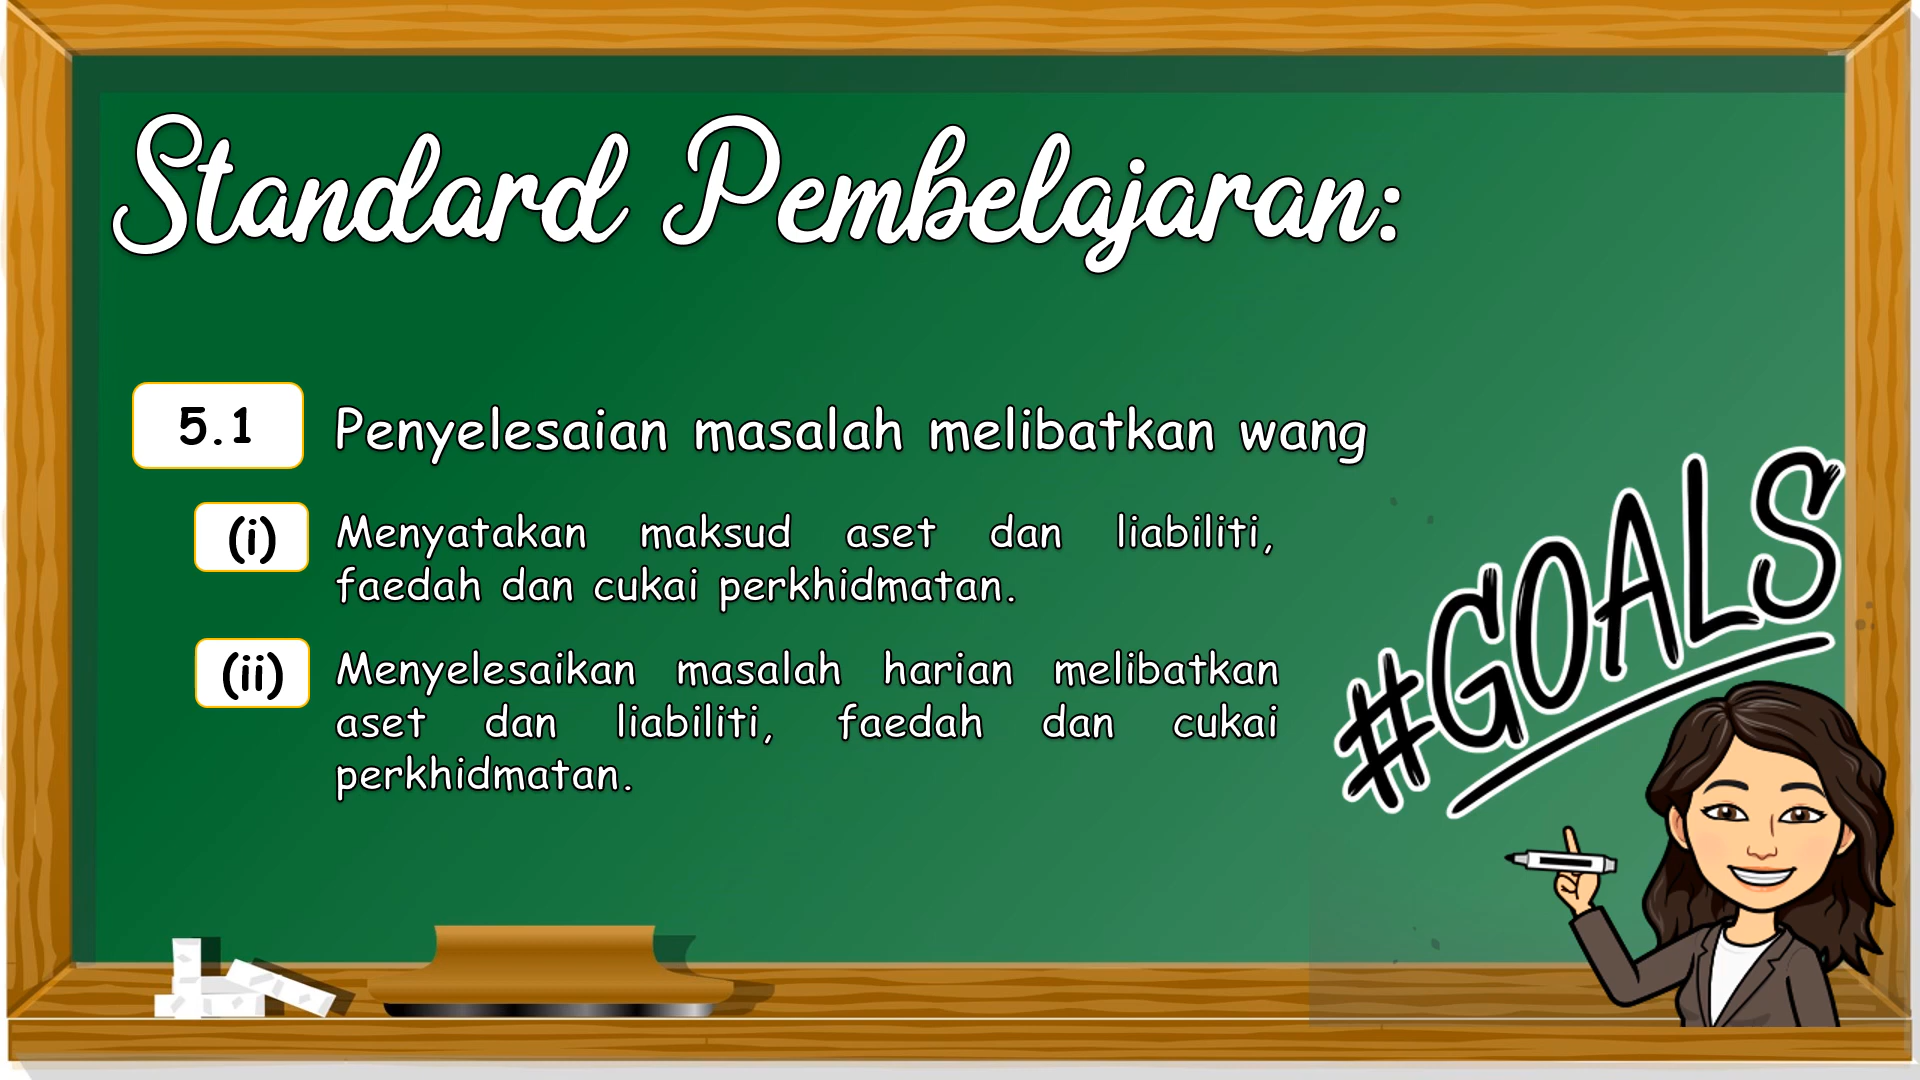 Standard Pembelajaran:
5.1 Penyelesaian masalah melibatkan wang
(i) Menyatakan maksud aset dan liabiliti,
faedah dan cukai perkhidmatan.
(ii) Menyelesaikan masalah harian melibatkan
aset dan liabiliti, faedah dan cukai
perkhidmatan.
#GOALS